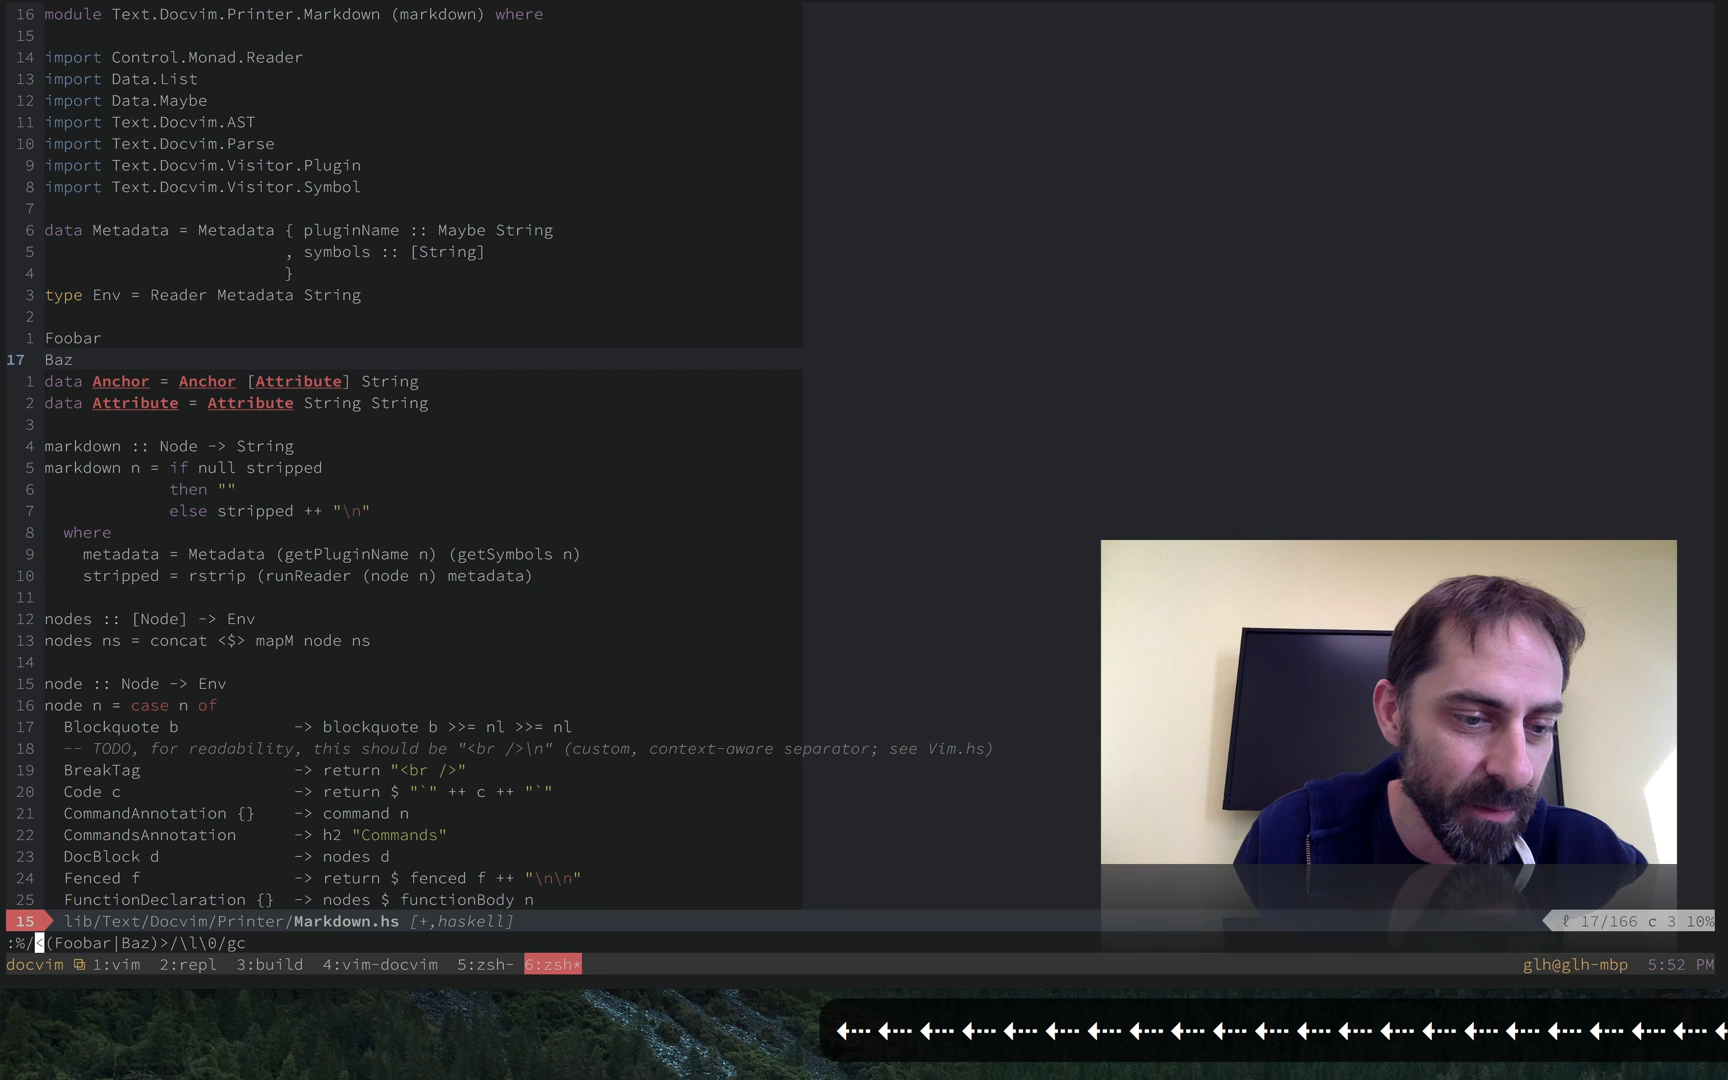 16 module Text.Docvim.Printer.Markdown (markdown) where
15
14 import Control.Monad.Reader
13 import Data.List
12 import Data.Maybe
11 import Text.Docvim.AST
10 import Text.Docvim.Parse
9 import Text.Docvim.Visitor.Plugin
8 import Text.Docvim.Visitor.Symbol
7
6 data Metadata = Metadata { pluginName :: Maybe String
5 , symbols :: [String]
4 }
3 type Env = Reader Metadata String
2
1 Foobar
17 Baz
1 data Anchor = Anchor [Attribute] String
2 data Attribute = Attribute String String
3
4 markdown :: Node -> String
5 markdown n = if null stripped
6 then ""
7 else stripped ++ "\n"
8 where
9 metadata = Metadata (getPluginName n) (getSymbols n)
10 stripped = rstrip (runReader (node n) metadata)
11
12 nodes :: [Node] -> Env
13 nodes ns = concat <$> mapM node ns
14
15 node :: Node -> Env
16 node n = case n of
17 Blockquote b -> blockquote b >>= nl >>= nl
18 -- TODO, for readability, this should be "<br />\n" (custom, context-aware separator; see Vim.hs)
19 BreakTag -> return "<br />"
20 Code c -> return $ "`" ++ c ++ "`"
21 CommandAnnotation {} -> command n
22 CommandsAnnotation -> h2 "Commands"
23 DocBlock d -> nodes d
24 Fenced f -> return $ fenced f ++ "\n\n"
25 FunctionDeclaration {} -> nodes $ functionBody n
15 lib/Text/Docvim/Printer/Markdown.hs [+,haskell] ℓ 17/166 c 3 10%
:%/<(Foobar|Baz)>/\l\0/gc
docvim 1:vim 2:repl 3:build 4:vim-docvim 5:zsh- 6:zsh* glh@glh-mbp 5:52 PM